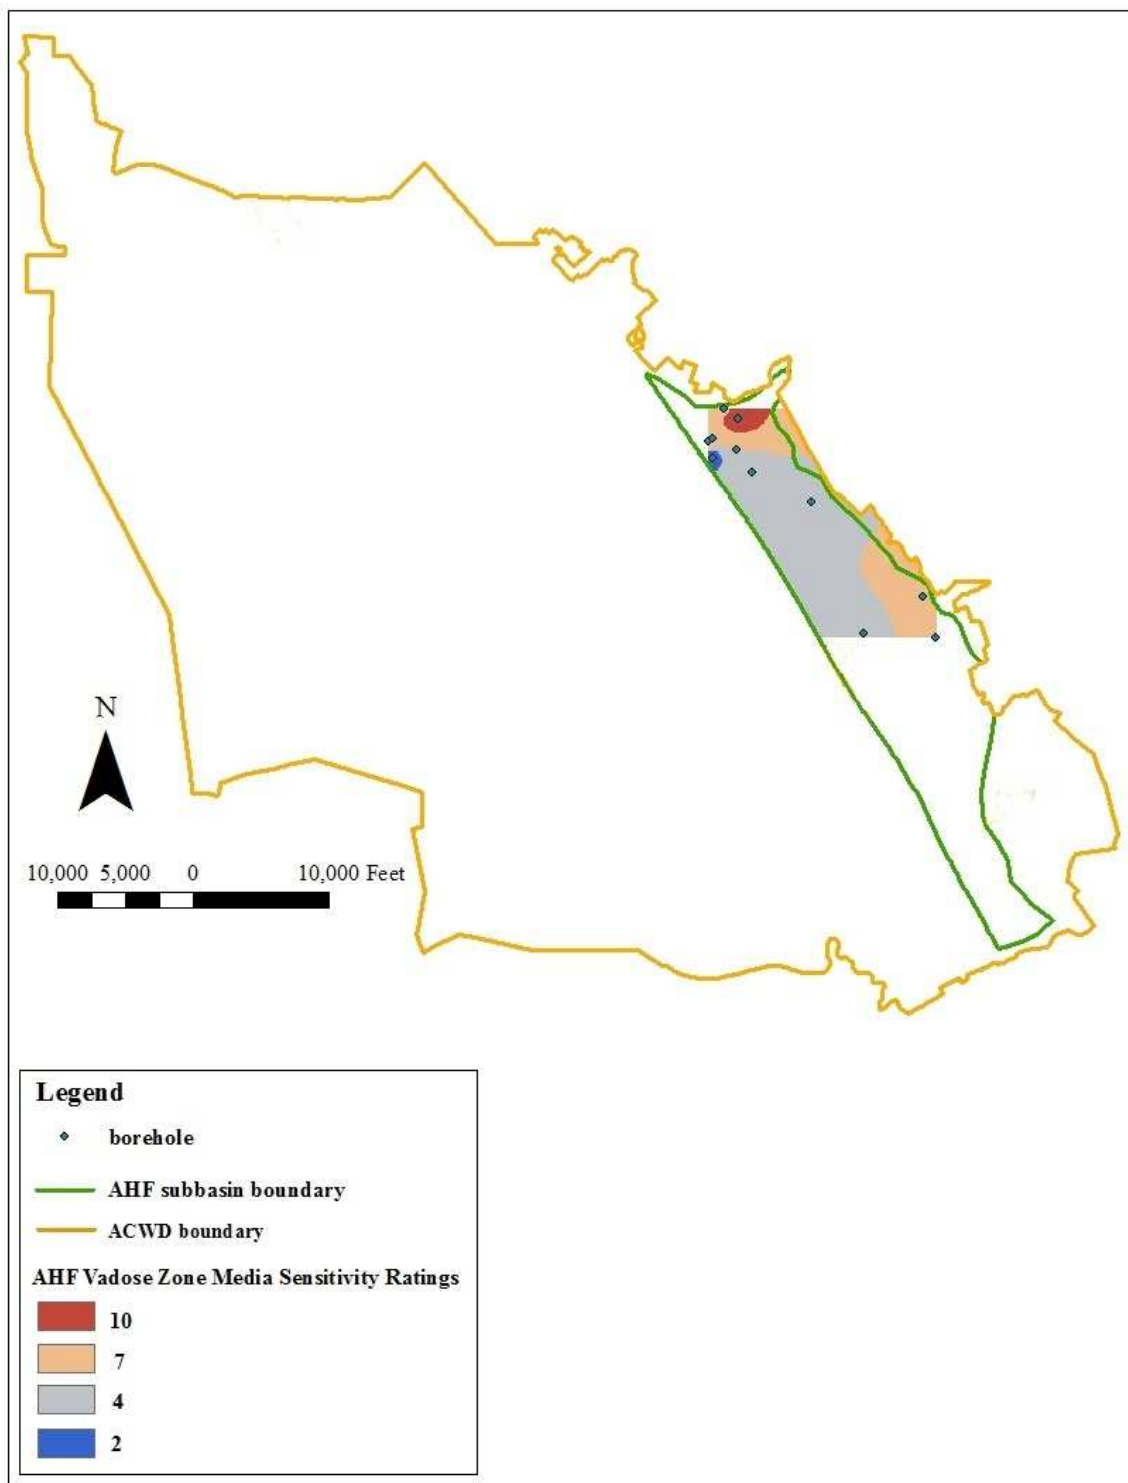 N
10,000 5,000 0 10,000 Feet
Legend
borehole
AHF subbasin boundary
ACWD boundary
AHF Vadose Zone Media Sensitivity Ratings
10
7
4
2